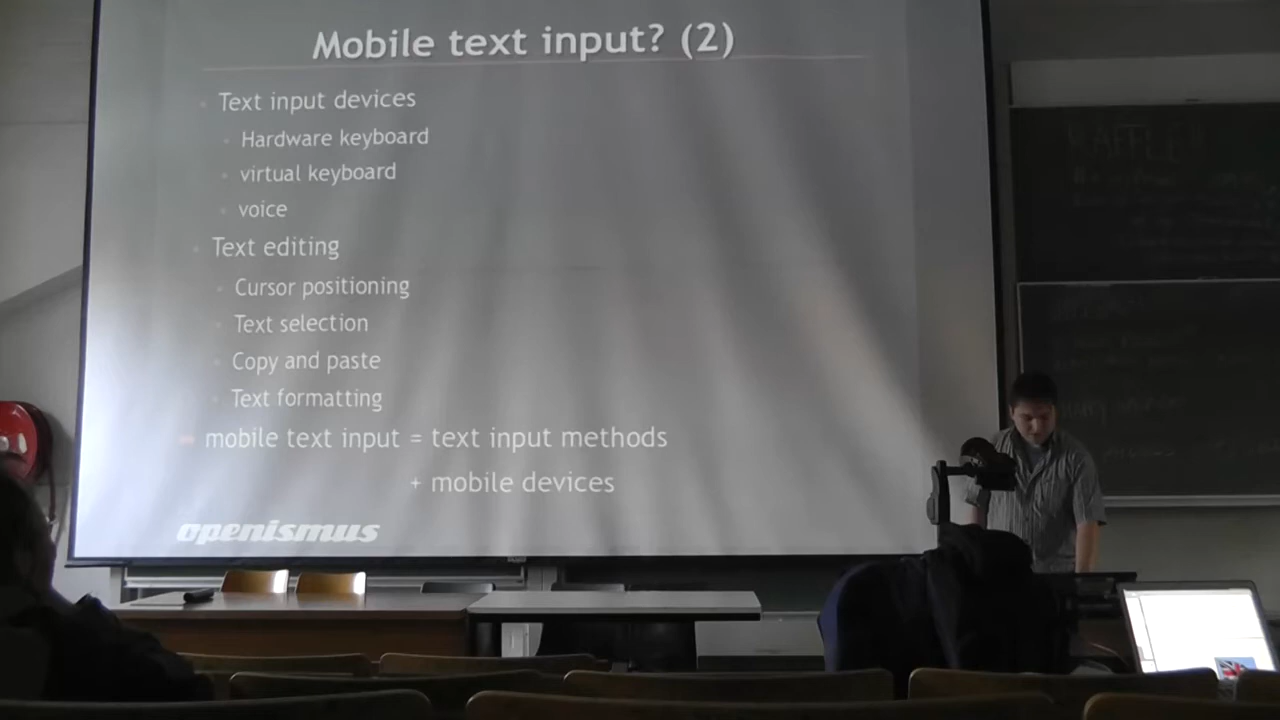 Mobile text input? (2)
Text input devices
Hardware keyboard
virtual keyboard
voice
Text editing
Cursor positioning
Text selection
Copy and paste
Text formatting
mobile text input = text input methods
+ mobile devices
openismus
RAFFLE